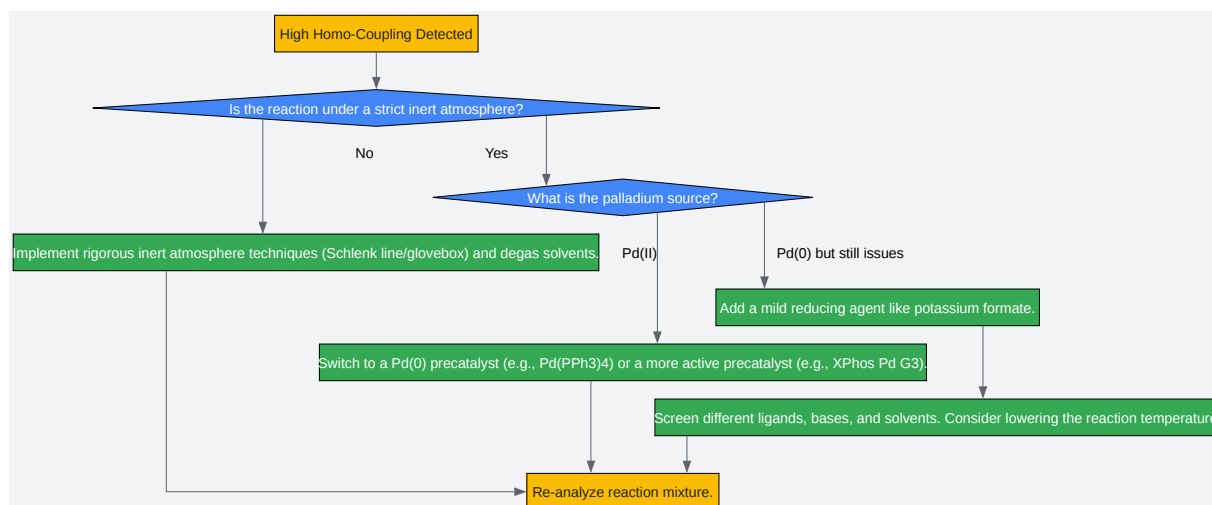 High Homo-Coupling Detected
Is the reaction under a strict inert atmosphere?
No
Yes
What is the palladium source?
Implement rigorous inert atmosphere techniques (Schlenk line/glovebox) and degas solvents.
Pd(II)
Pd(0) but still issues
Add a mild reducing agent like potassium formate.
Switch to a Pd(0) precatalyst (e.g., Pd(PPh3)4) or a more active precatalyst (e.g., XPhos Pd G3).
Screen different ligands, bases, and solvents. Consider lowering the reaction temperature
Re-analyze reaction mixture.